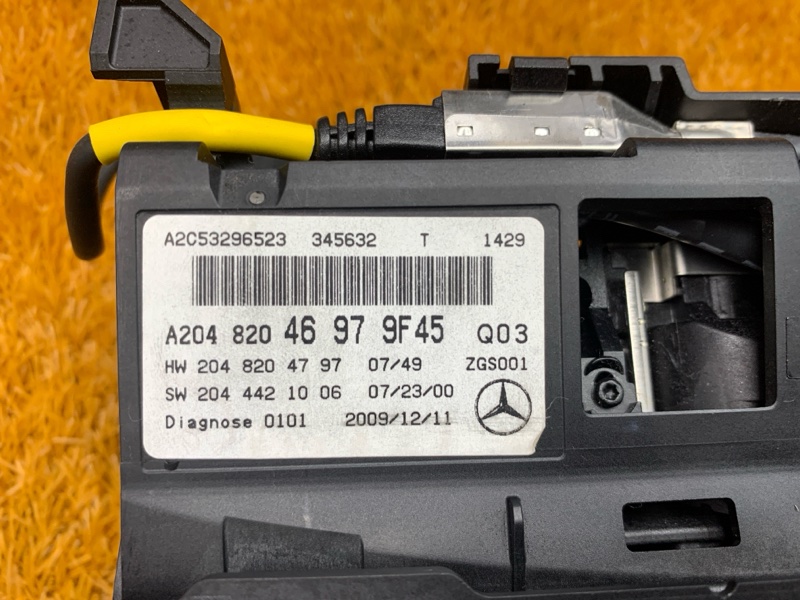 A2C53296523 345632 T 1429
A204 820 46 97 9F45 Q03
HW 204 820 47 97 07/49 ZGS001
SW 204 442 10 06 07/23/00
Diagnose 0101 2009/12/11